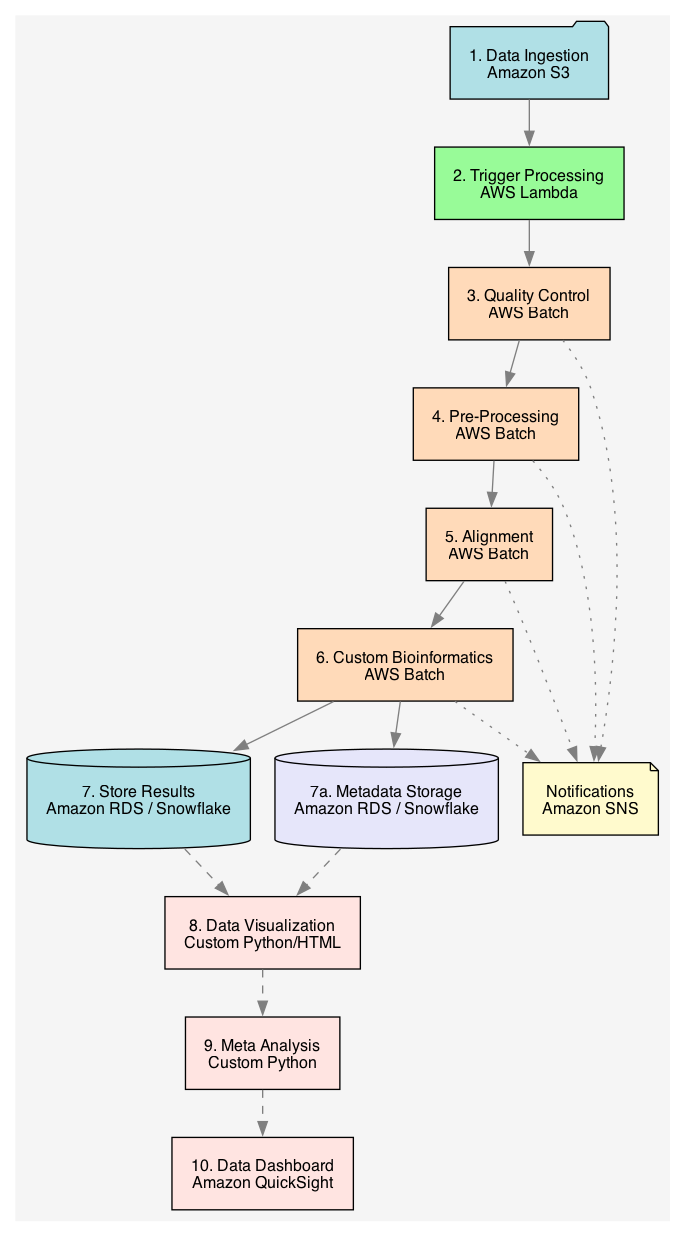 1. Data Ingestion
Amazon S3
2. Trigger Processing
AWS Lambda
3. Quality Control
AWS Batch
4. Pre-Processing
AWS Batch
5. Alignment
AWS Batch
6. Custom Bioinformatics
AWS Batch
7. Store Results
Amazon RDS / Snowflake
7a. Metadata Storage
Amazon RDS / Snowflake
Notifications
Amazon SNS
8. Data Visualization
Custom Python/HTML
9. Meta Analysis
Custom Python
10. Data Dashboard
Amazon QuickSight